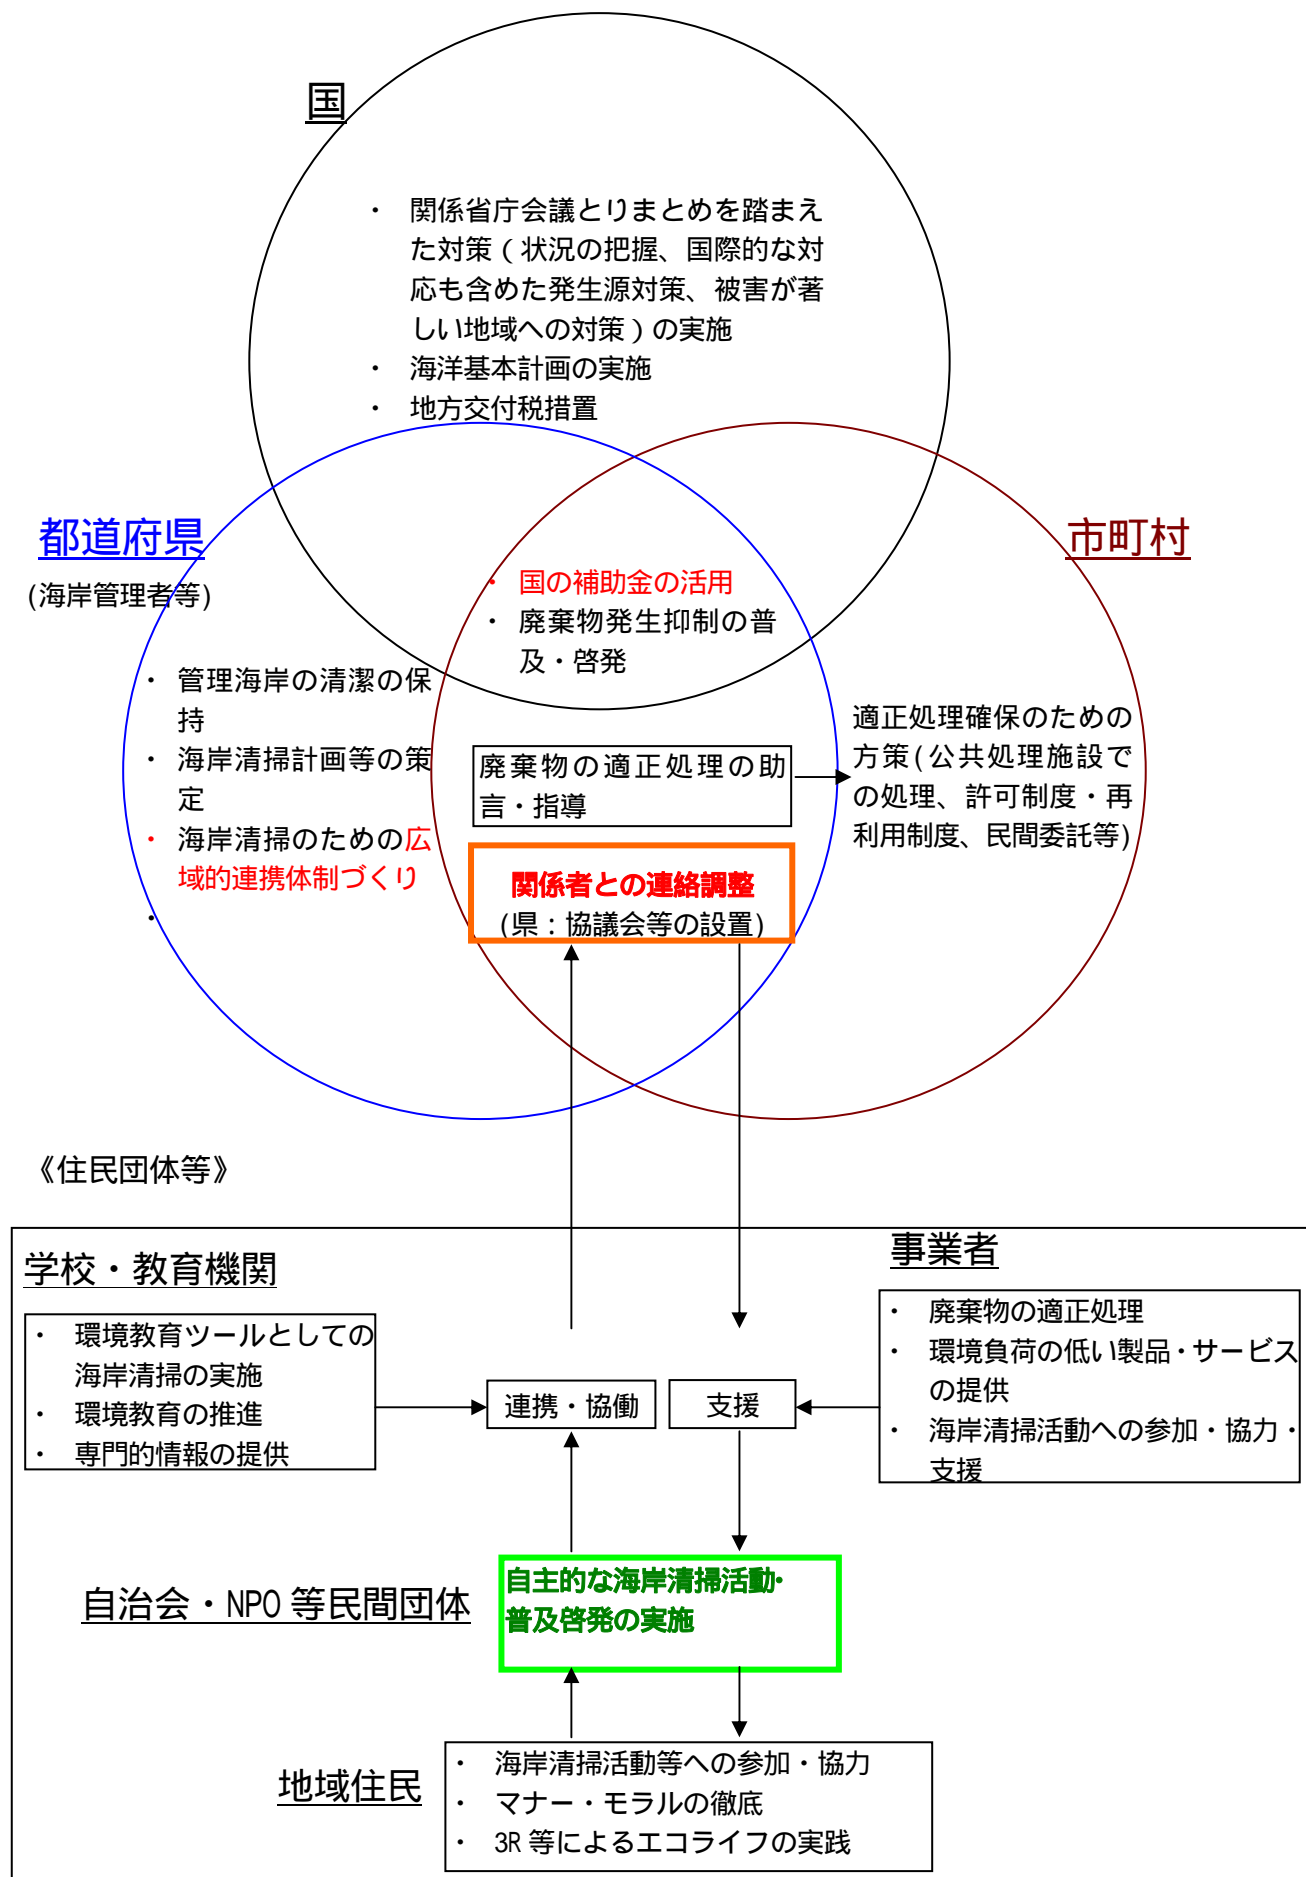 国
・ 関係省庁会議とりまとめを踏まえ
た対策(状況の把握、国際的な対
応も含めた発生源対策、被害が著
しい地域への対策)の実施
・ 海洋基本計画の実施
・ 地方交付税措置
都道府県
(海岸管理者等)
市町村
・ 国の補助金の活用
・ 廃棄物発生抑制の普
及・啓発
・ 管理海岸の清潔の保
持
・ 海岸清掃計画等の策
定
・ 海岸清掃のための広
域的連携体制づくり
・
廃棄物の適正処理の助
言・指導
適正処理確保のための
方策(公共処理施設で
の処理、許可制度・再
利用制度、民間委託等)
関係者との連絡調整
(県:協議会等の設置)
《住民団体等》
学校・教育機関
・ 環境教育ツールとしての
海岸清掃の実施
・ 環境教育の推進
・ 専門的情報の提供
事業者
・ 廃棄物の適正処理
・ 環境負荷の低い製品・サービス
の提供
・ 海岸清掃活動への参加・協力・
支援
連携・協働
支援
自治会・NPO 等民間団体
自主的な海岸清掃活動・
普及啓発の実施
地域住民
・ 海岸清掃活動等への参加・協力
・ マナー・モラルの徹底
・ 3R 等によるエコライフの実践